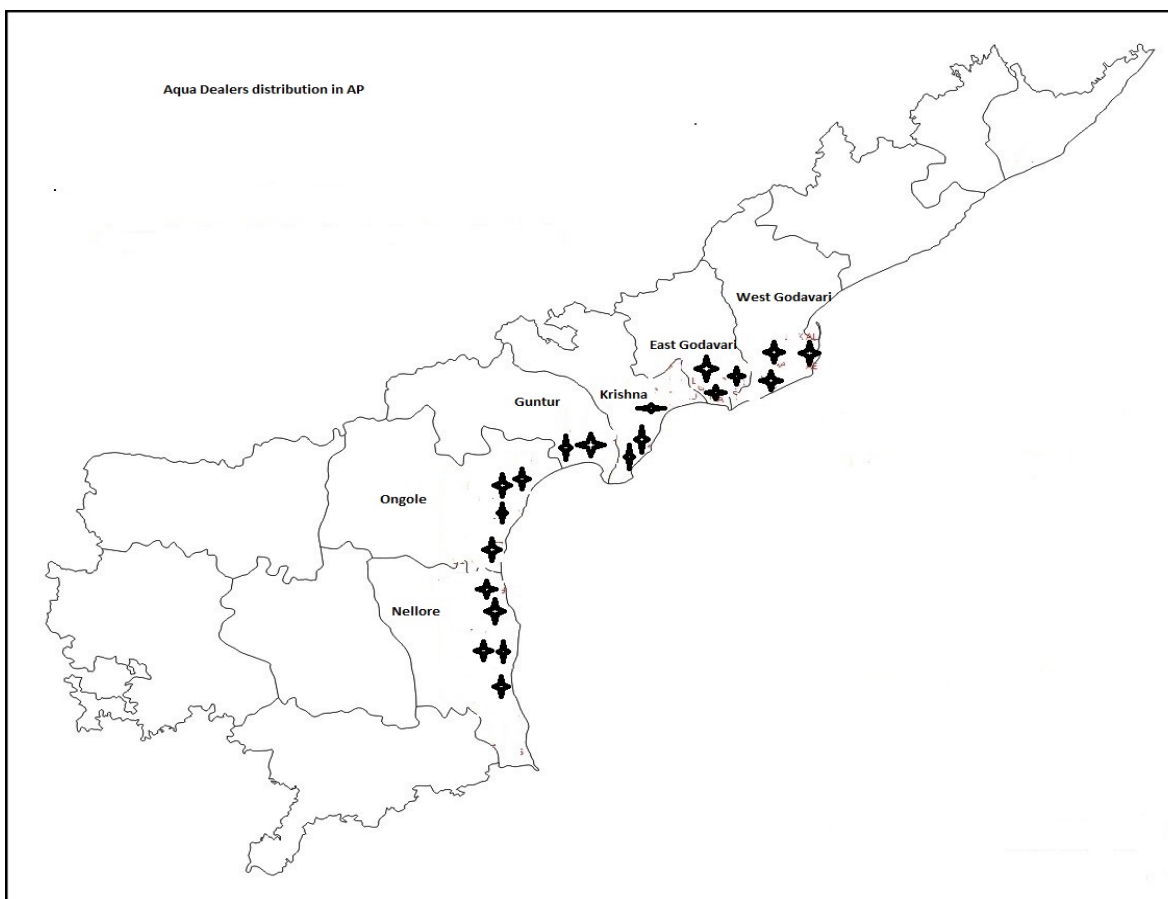 Aqua Dealers distribution in AP
West Godavari
East Godavari
Krishna
Guntur
Ongole
Nellore